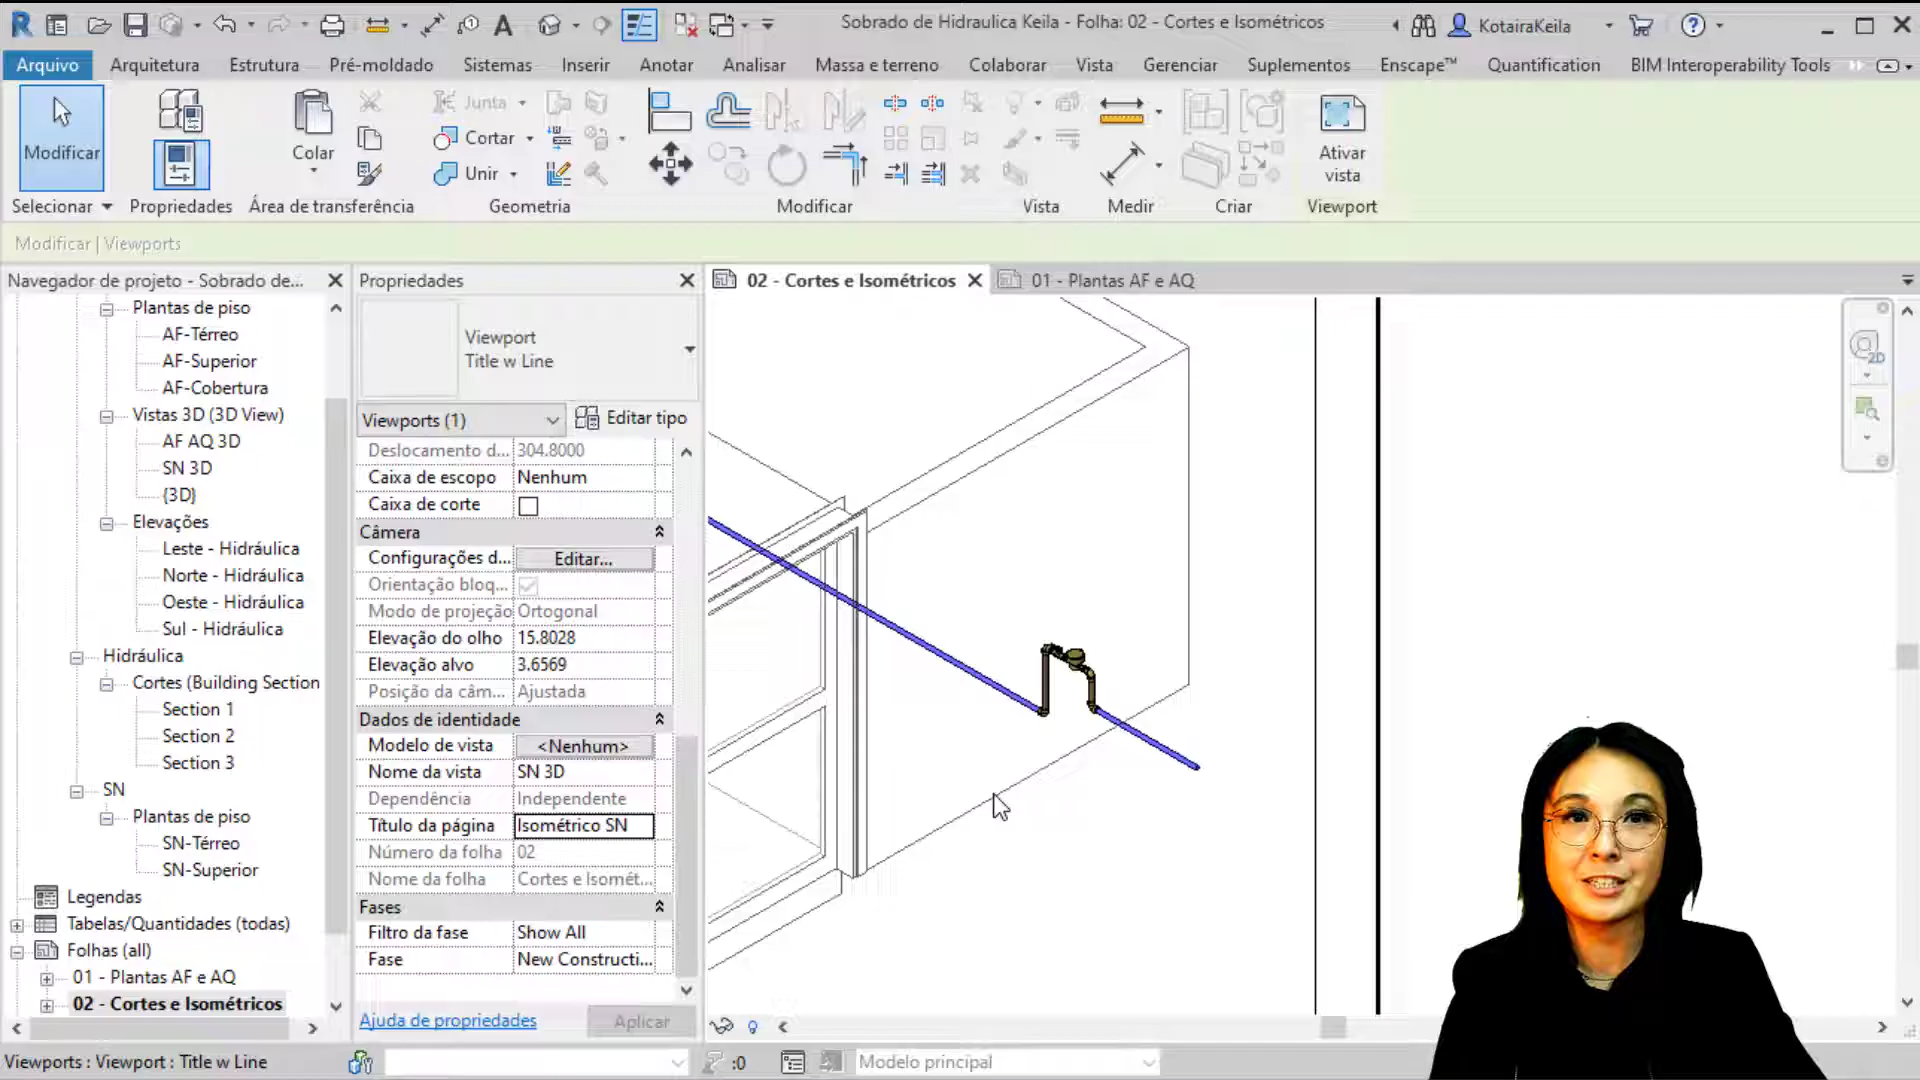 Sobrado de Hidraulica Keila - Folha: 02 - Cortes e Isométricos
KotairaKeila
Arquivo Arquitetura Estrutura Pré-moldado Sistemas Inserir Anotar Analisar Massa e terreno Colaborar Vista Gerenciar Suplementos Enscape™ Quantification BIM Interoperability Tools
Modificar
Colar
Junta
Cortar
Unir
Ativar
vista
Selecionar Propriedades Área de transferência Geometria Modificar Vista Medir Criar Viewport
Modificar | Viewports
Navegador de projeto - Sobrado de...
Plantas de piso
AF-Térreo
AF-Superior
AF-Cobertura
Vistas 3D (3D View)
AF AQ 3D
SN 3D
{3D}
Elevações
Leste - Hidráulica
Norte - Hidráulica
Oeste - Hidráulica
Sul - Hidráulica
Hidráulica
Cortes (Building Section
Section 1
Section 2
Section 3
SN
Plantas de piso
SN-Térreo
SN-Superior
Legendas
Tabelas/Quantidades (todas)
Folhas (all)
01 - Plantas AF e AQ
02 - Cortes e Isométricos
Propriedades
Viewport
Title w Line
Viewports (1) Editar tipo
Deslocamento d... 304.8000
Caixa de escopo Nenhum
Caixa de corte
Câmera
Configurações d... Editar...
Orientação bloq...
Modo de projeção Ortogonal
Elevação do olho 15.8028
Elevação alvo 3.6569
Posição da câm... Ajustada
Dados de identidade
Modelo de vista <Nenhum>
Nome da vista SN 3D
Dependência Independente
Título da página Isométrico SN
Número da folha 02
Nome da folha Cortes e Isomét...
Fases
Filtro da fase Show All
Fase New Constructi...
Ajuda de propriedades Aplicar
02 - Cortes e Isométricos 01 - Plantas AF e AQ
2D
Viewports : Viewport : Title w Line :0 Modelo principal